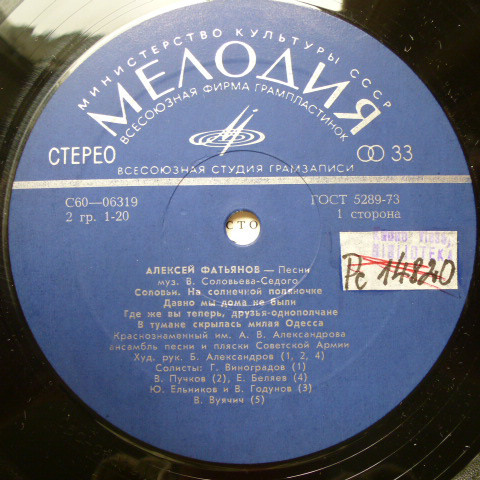 МИНИСТЕРСТВО КУЛЬТУРЫ СССР
МЕЛОДИЯ
ВСЕСОЮЗНАЯ ФИРМА ГРАМПЛАСТИНОК
СТЕРЕО
33
ВСЕСОЮЗНАЯ СТУДИЯ ГРАМЗАПИСИ
С60—06319
ГОСТ 5289-73
2 гр. 1-20
СТО
1 сторона
АЛЕКСЕЙ ФАТЬЯНОВ — Песни
муз. В. Соловьева-Седого
Соловьи, На солнечной поляночке
Давно мы дома не были
Где же вы теперь, друзья-однополчане
В тумане скрылась милая Одесса
Краснознаменный им. А. В. Александрова
ансамбль песни и пляски Советской Армии
Худ. рук. Б. Александров (1, 2, 4)
Солисты: Г. Виноградов (1)
В. Пучков (2), Е. Беляев (4)
Ю. Ельников и В. Годунов (3)
В. Вуячич (5)
BIBLIOTEKA
Pc 14840